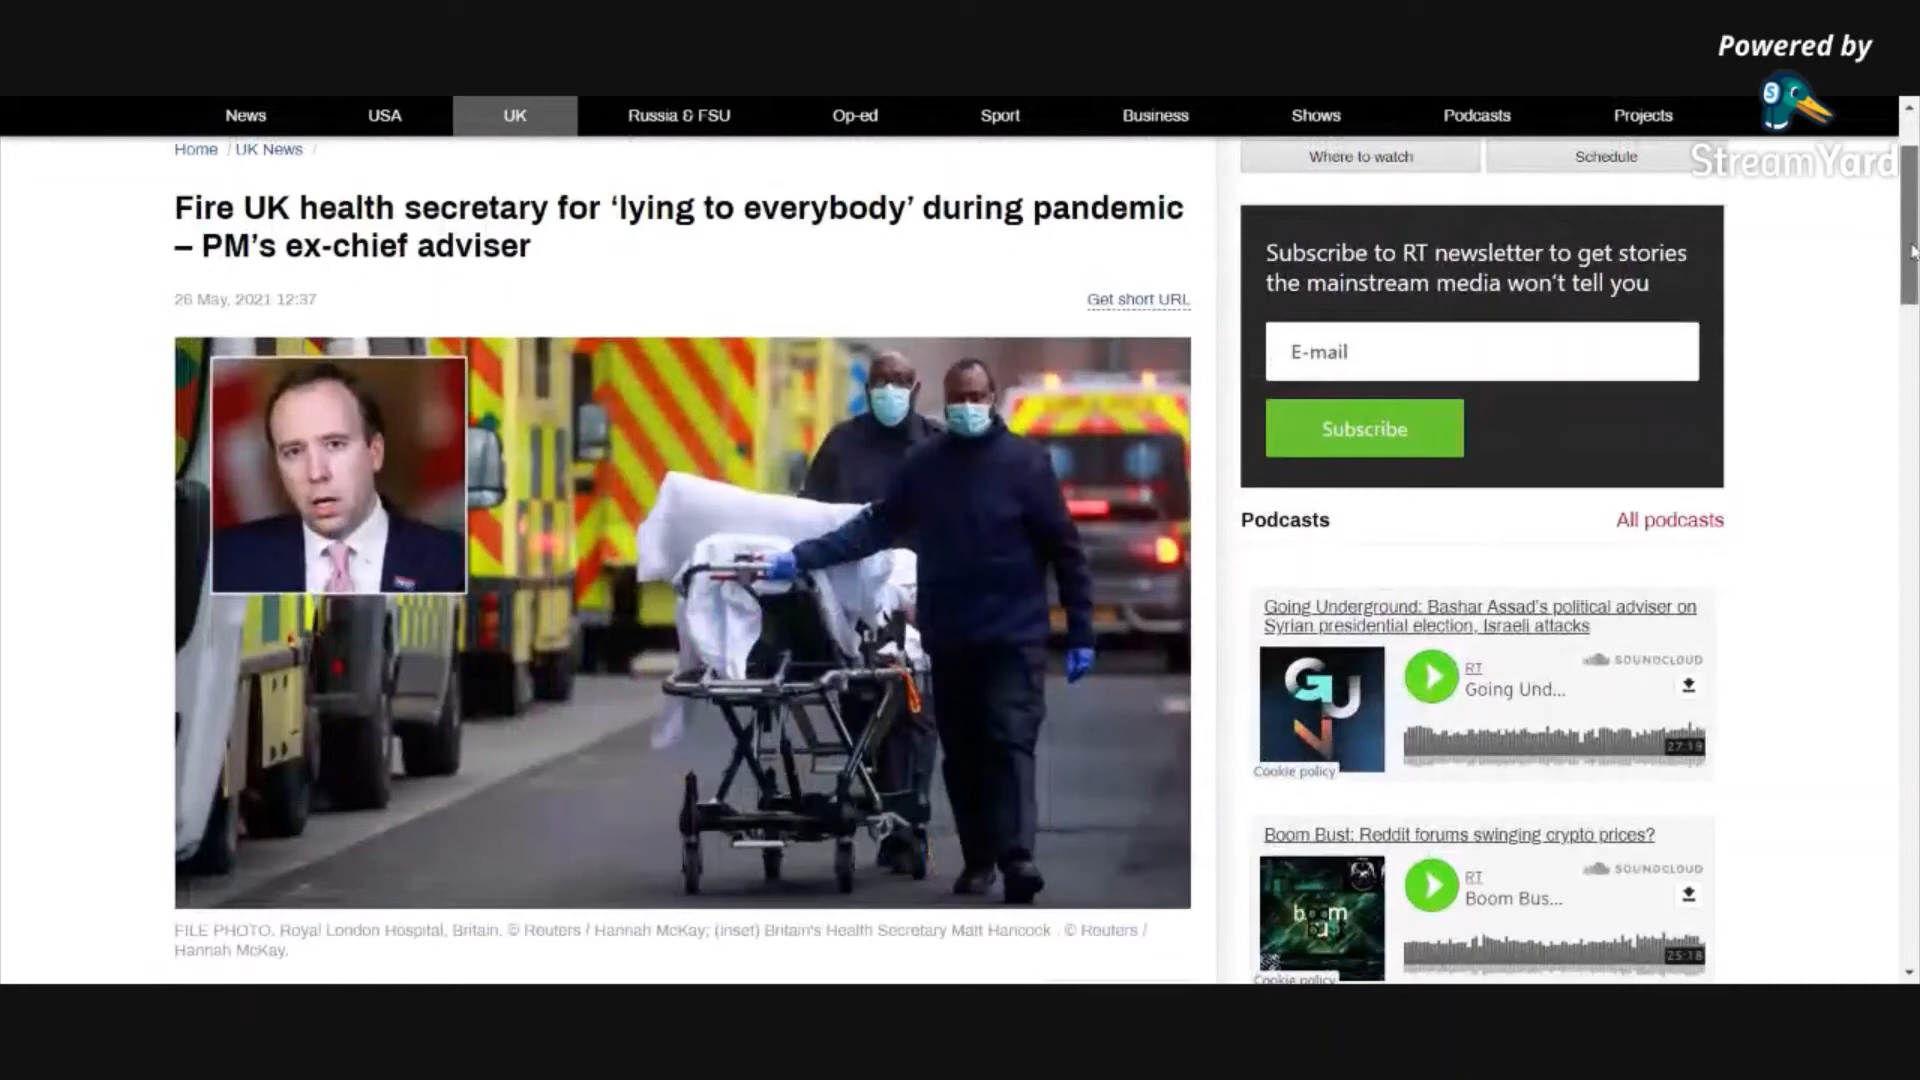 Powered by
StreamYard
News USA UK Russia & FSU Op-ed Sport Business Shows Podcasts Projects
Home / UK News /
Fire UK health secretary for ‘lying to everybody’ during pandemic
– PM’s ex-chief adviser
26 May, 2021 12:37
Get short URL
FILE PHOTO. Royal London Hospital, Britain. © Reuters / Hannah McKay; (inset) Britain's Health Secretary Matt Hancock . © Reuters /
Hannah McKay.
Where to watch
Schedule
Subscribe to RT newsletter to get stories
the mainstream media won’t tell you
E-mail
Subscribe
Podcasts
All podcasts
Going Underground: Bashar Assad's political adviser on
Syrian presidential election, Israeli attacks
GU
SOUNDCLOUD
RT
Going Und...
27:19
Cookie policy
Boom Bust: Reddit forums swinging crypto prices?
boom
bust
SOUNDCLOUD
RT
Boom Bus...
25:18
Cookie policy